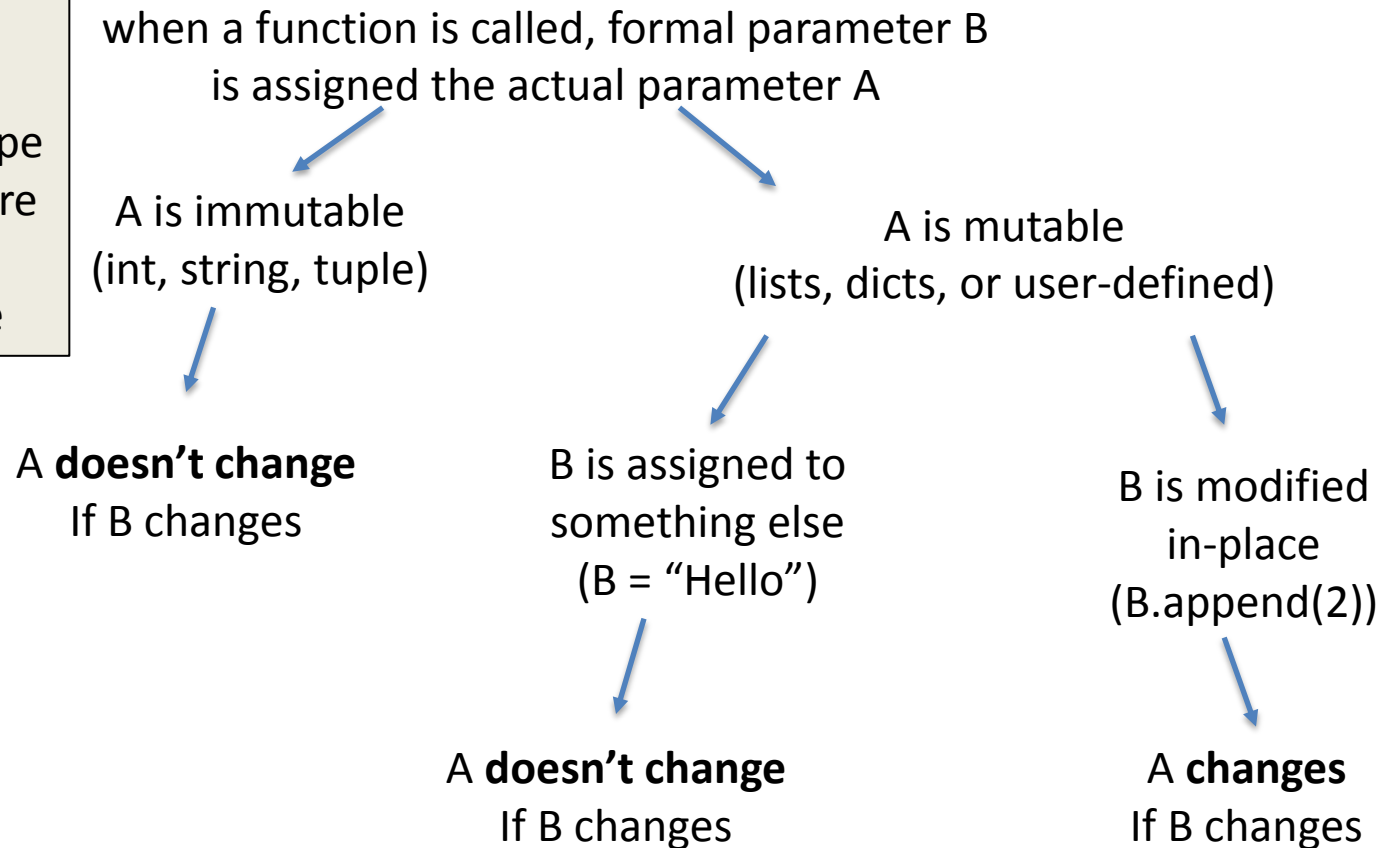 when a function is called, formal parameter B
is assigned the actual parameter A
pe
re
e
A is immutable
(int, string, tuple)
A is mutable
(lists, dicts, or user-defined)
A doesn’t change
If B changes
B is assigned to
something else
(B = “Hello”)
B is modified
in-place
(B.append(2))
A doesn’t change
If B changes
A changes
If B changes